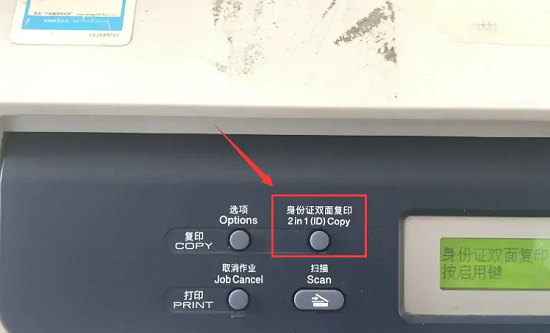 选项
Options
身份证双面复印
2 in 1 (ID) Copy
复印
COPY
取消作业
Job Cancel
扫描
Scan
打印
PRINT
身份证双面复印
按启用键